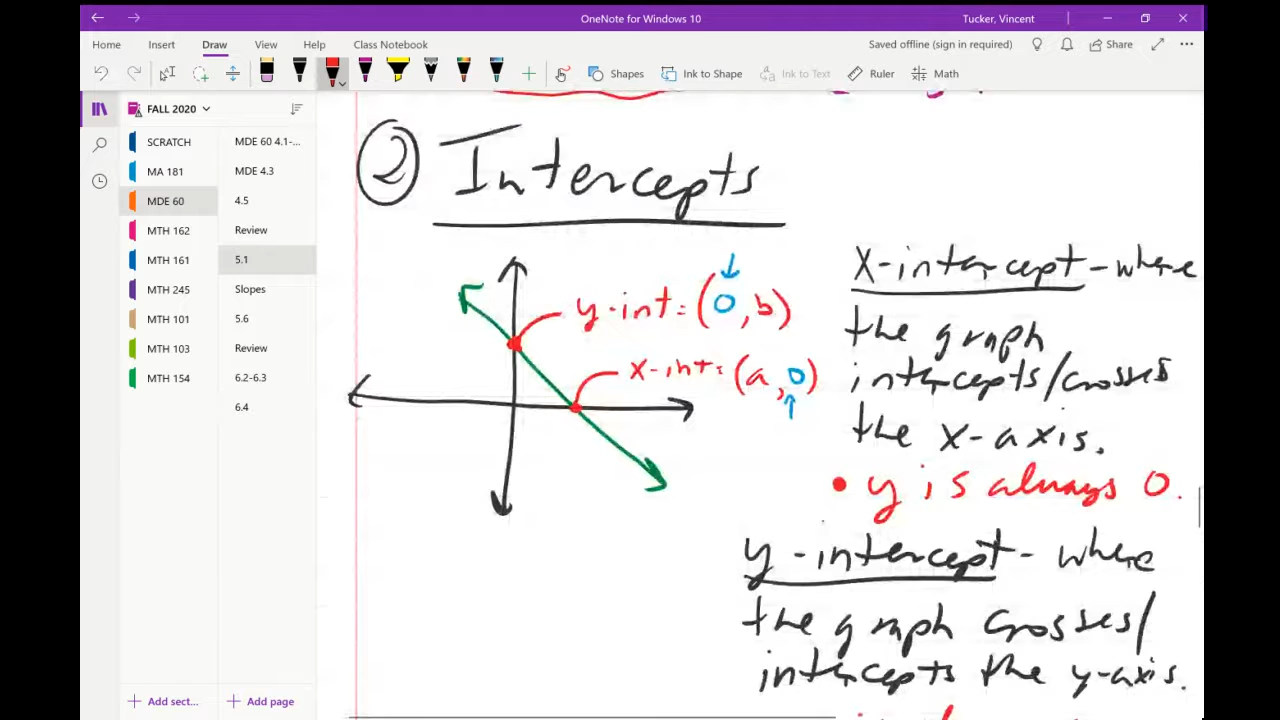 OneNote for Windows 10
Tucker, Vincent
Home Insert Draw View Help Class Notebook
Saved offline (sign in required)
Share
Shapes
Ink to Shape
Ink to Text
Ruler
Math
FALL 2020
SCRATCH
MA 181
MDE 60
MTH 162
MTH 161
MTH 245
MTH 101
MTH 103
MTH 154
MDE 60 4.1-...
MDE 4.3
4.5
Review
5.1
Slopes
5.6
Review
6.2-6.3
6.4
Add sect...
Add page
② Intercepts
y-int = (0, b)
x-int = (a, 0)
x-intercept - where
the graph
intercepts/crosses
the x-axis.
• y is always 0.
y-intercept - where
the graph crosses/
intercepts the y-axis.